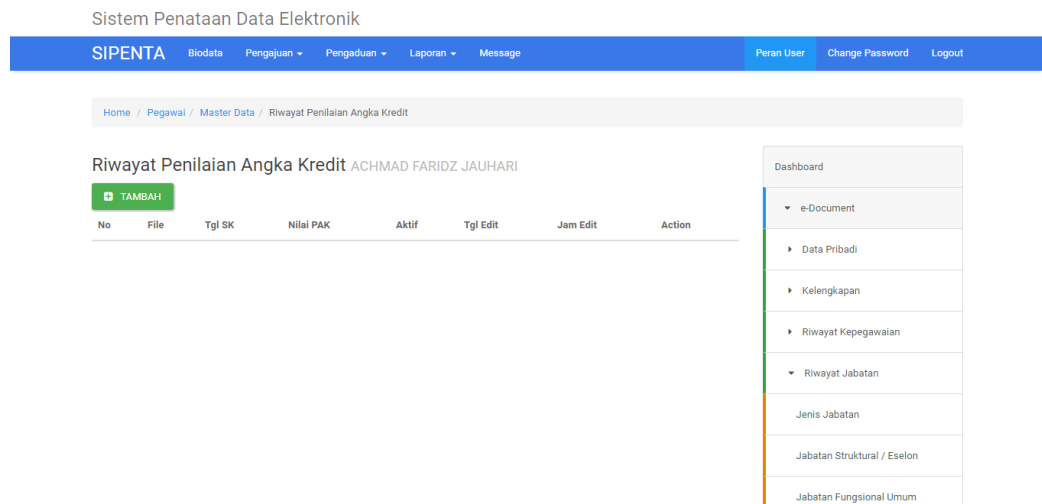 Sistem Penataan Data Elektronik
SIPENTA Biodata Pengajuan Pengaduan Laporan Message Peran User Change Password Logout
Home / Pegawai / Master Data / Riwayat Penilaian Angka Kredit
Riwayat Penilaian Angka Kredit ACHMAD FARIDZ JAUHARI
TAMBAH
No File Tgl SK Nilai PAK Aktif Tgl Edit Jam Edit Action
Dashboard
e-Document
Data Pribadi
Kelengkapan
Riwayat Kepegawaian
Riwayat Jabatan
Jenis Jabatan
Jabatan Struktural / Eselon
Jabatan Fungsional Umum